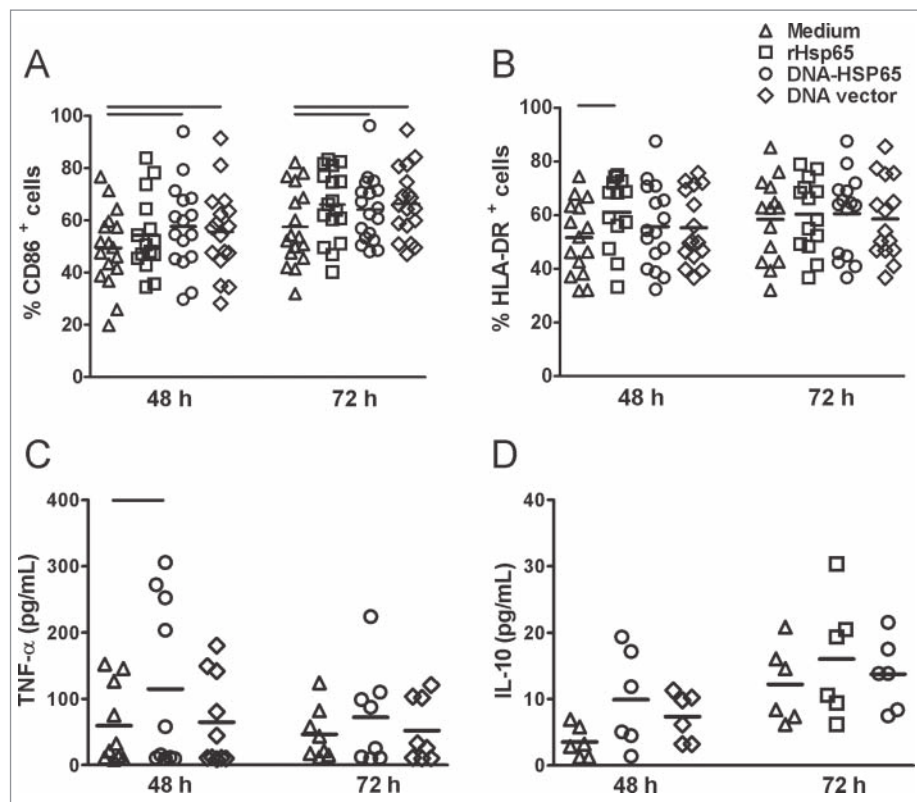 Medium
rHsp65
DNA-HSP65
DNA vector
A
% CD86 + cells
100
80
60
40
20
0
48 h
72 h
B
% HLA-DR + cells
100
80
60
40
20
0
48 h
72 h
C
TNF-α (pg/mL)
400
300
200
100
0
48 h
72 h
D
IL-10 (pg/mL)
40
30
20
10
0
48 h
72 h